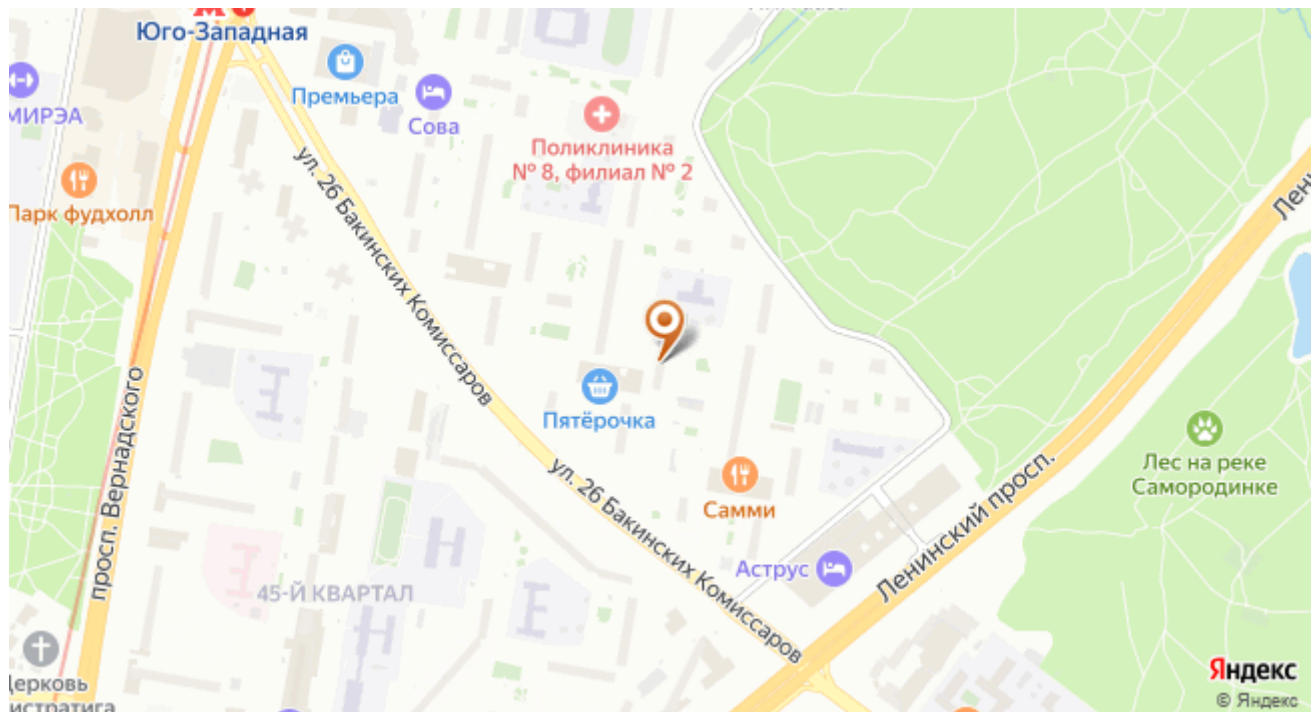 Юго-Западная
Премьера
Сова
МИРЭА
Поликлиника
№ 8, филиал № 2
Парк фудхолл
ул. 26 Бакинских Комиссаров
просп. Вернадского
Пятёрочка
ул. 26 Бакинских Комиссаров
Самми
Лес на реке
Самородинке
Ленинский просп.
Аструс
45-Й КВАРТАЛ
Яндекс
© Яндекс